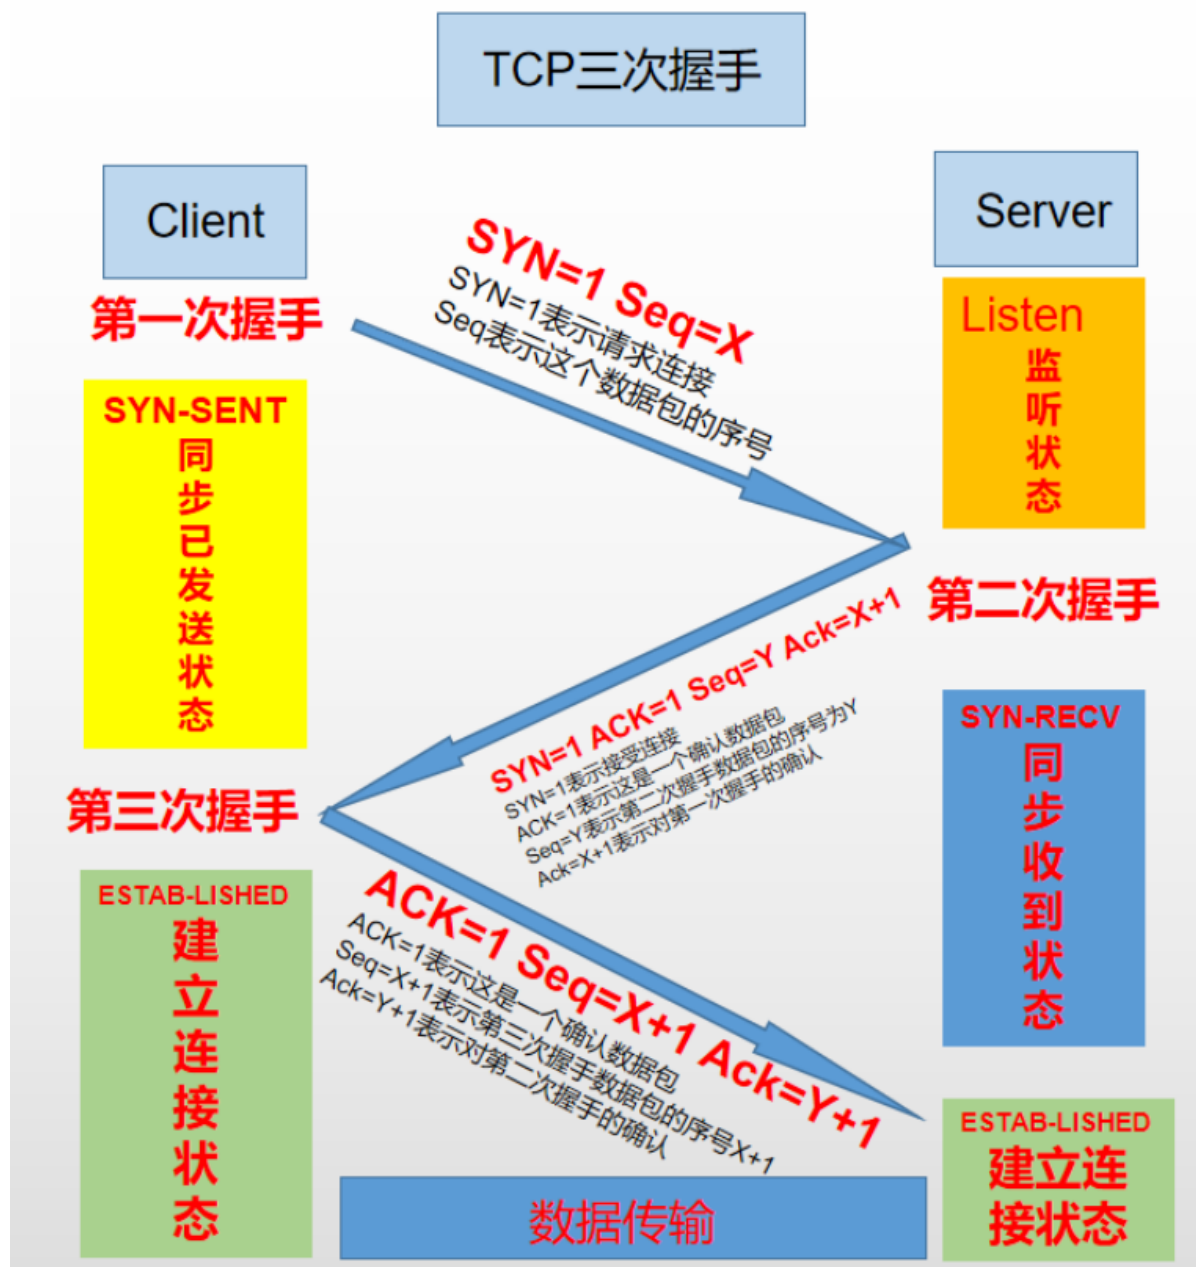 TCP三次握手
Client
Server
第一次握手
SYN=1 Seq=X
SYN=1表示请求连接
Seq表示这个数据包的序号
Listen
监
听
状
态
SYN-SENT
同
步
已
发
送
状
态
第二次握手
SYN=1 ACK=1 Seq=Y Ack=X+1
SYN=1表示接受连接
ACK=1表示这是一个确认数据包
Seq=Y表示第二次握手数据包的序号为Y
Ack=X+1表示对第一次握手的确认
SYN-RECV
同
步
收
到
状
态
第三次握手
ACK=1 Seq=X+1 Ack=Y+1
ACK=1表示这是一个确认数据包
Seq=X+1表示第三次握手数据包的序号X+1
Ack=Y+1表示对第二次握手的确认
ESTAB-LISHED
建
立
连
接
状
态
ESTAB-LISHED
建立连
接状态
数据传输